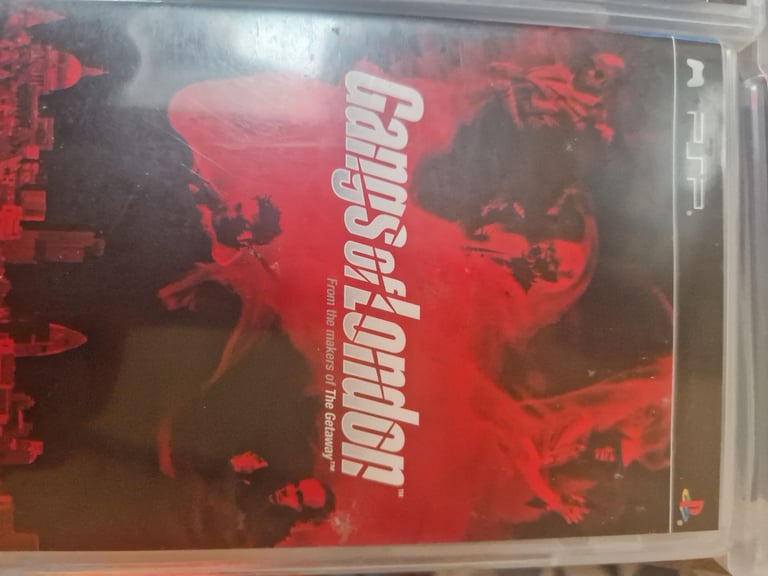 PSP
Gangs of London™
From the makers of The Getaway™